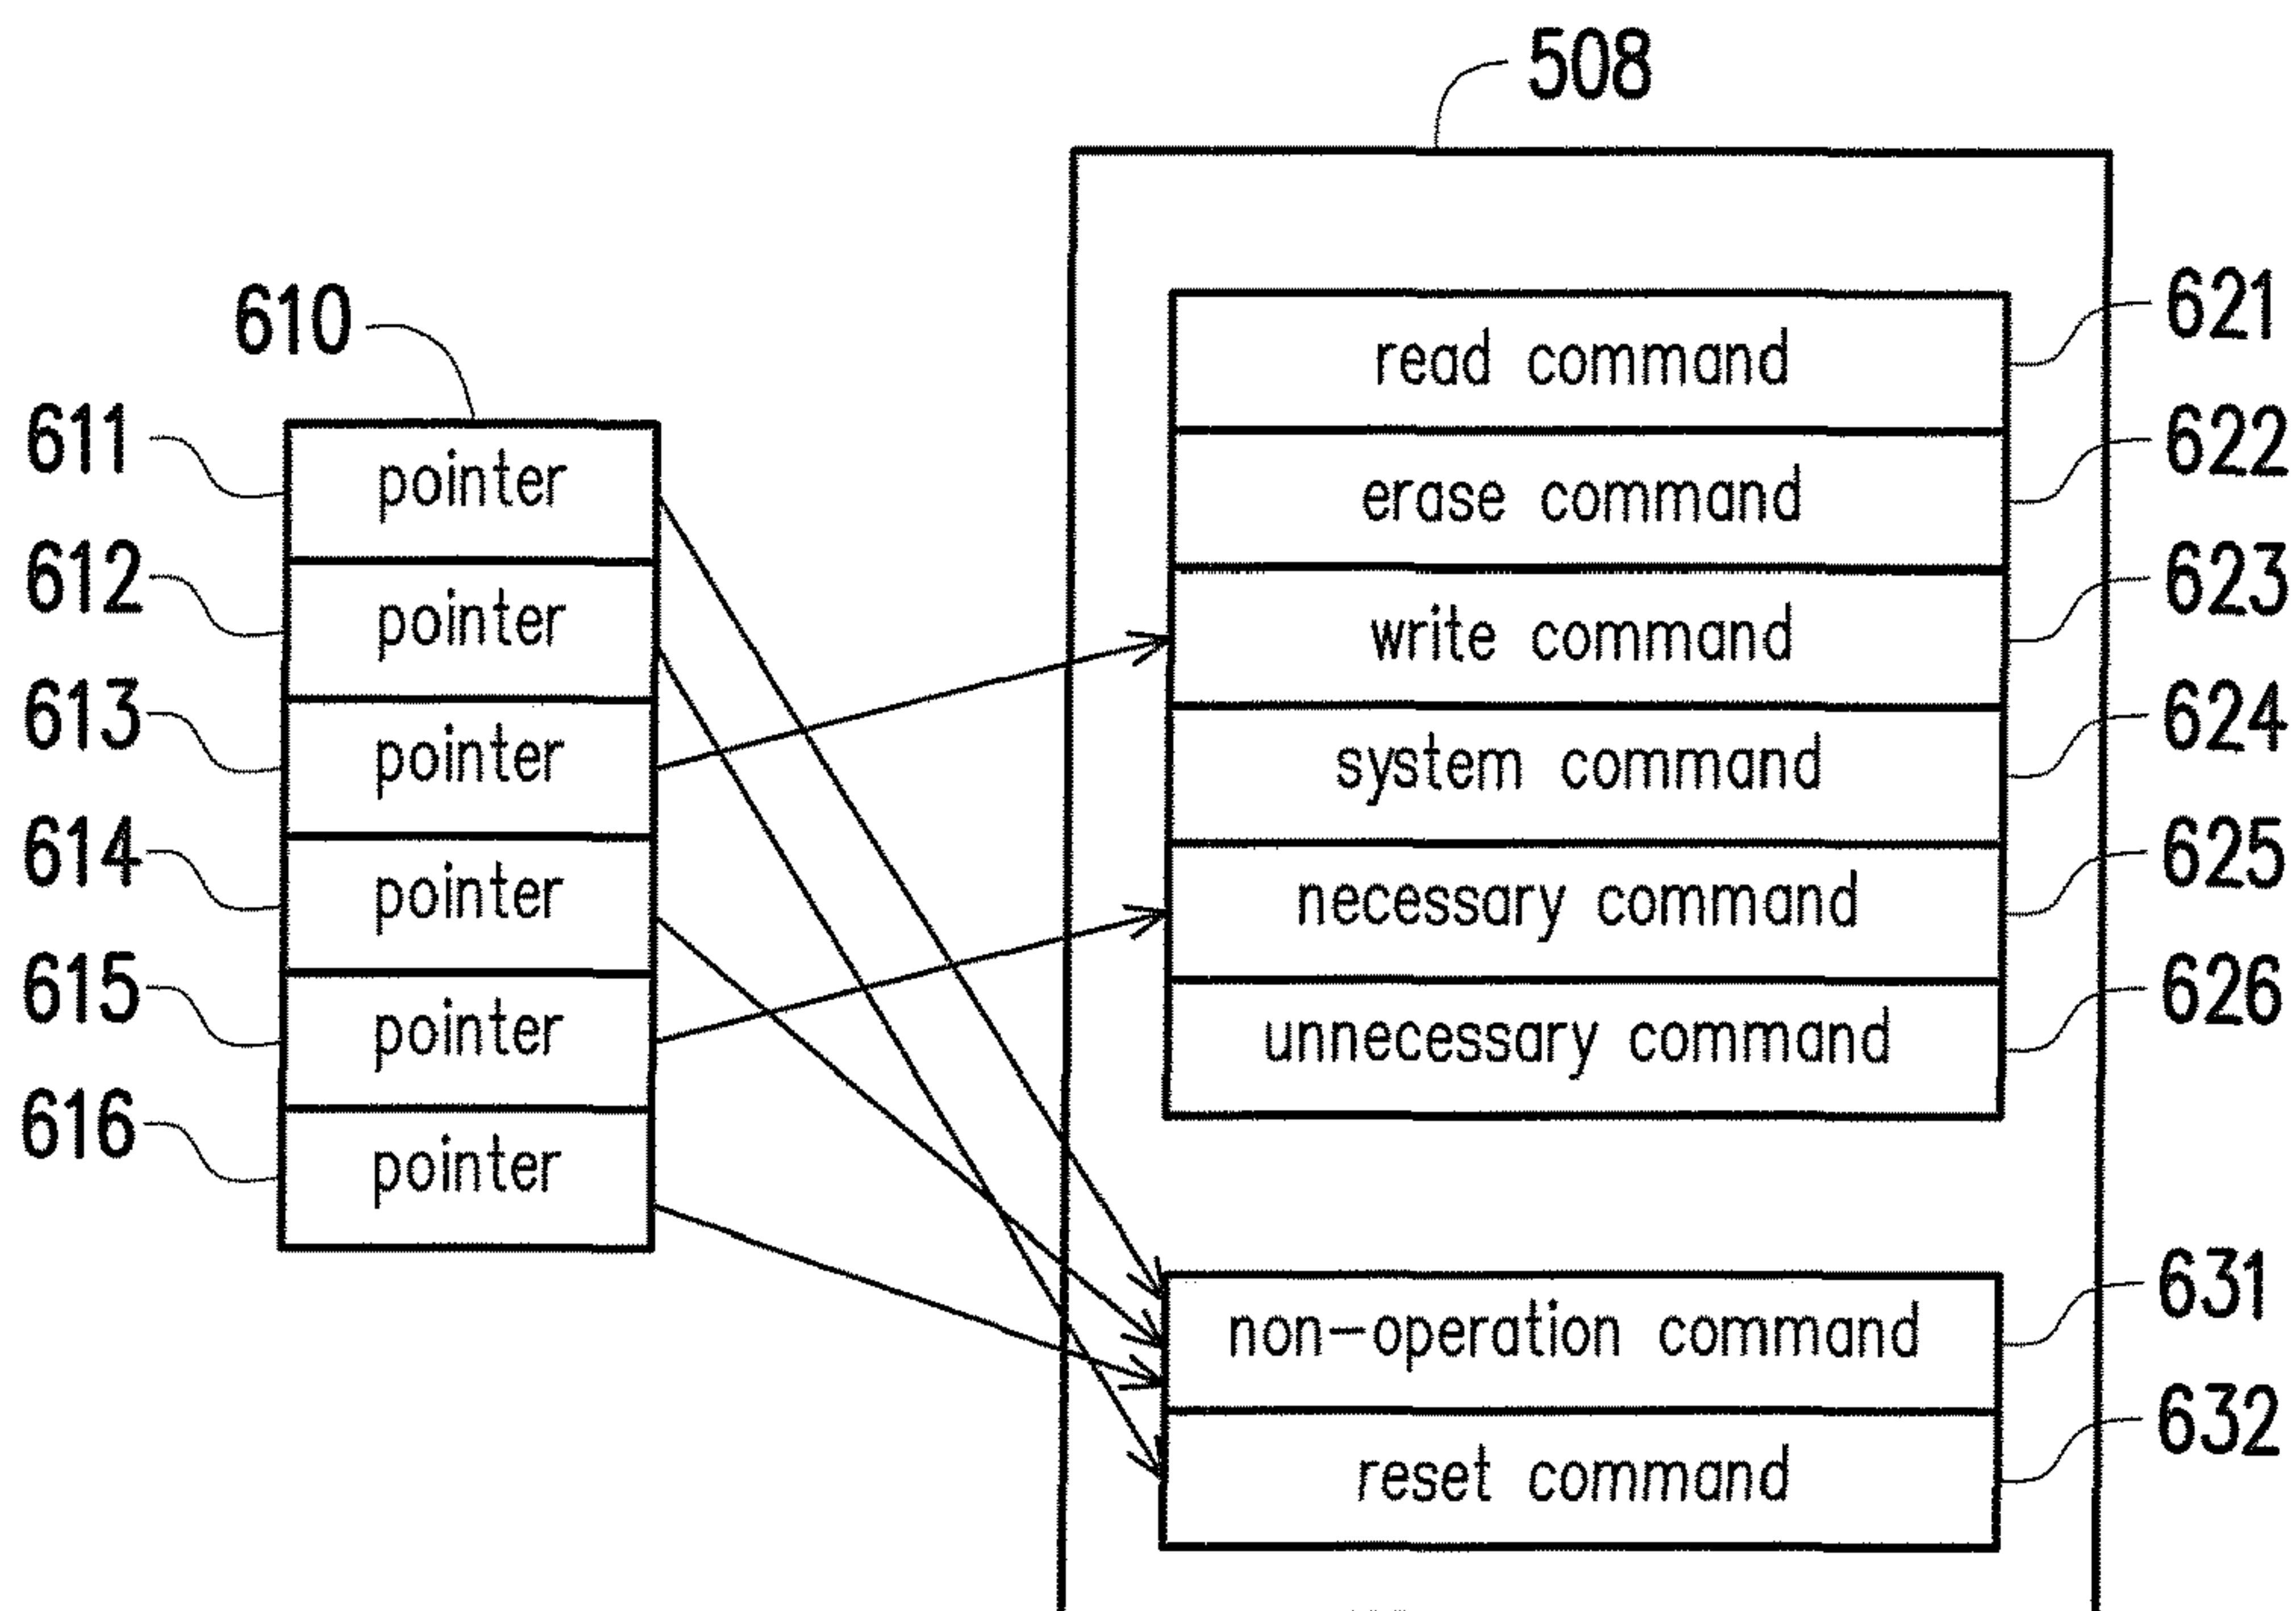 508
610
611
pointer
612
pointer
613
pointer
614
pointer
615
pointer
616
pointer
read command
621
erase command
622
write command
623
system command
624
necessary command
625
unnecessary command
626
non-operation command
631
reset command
632